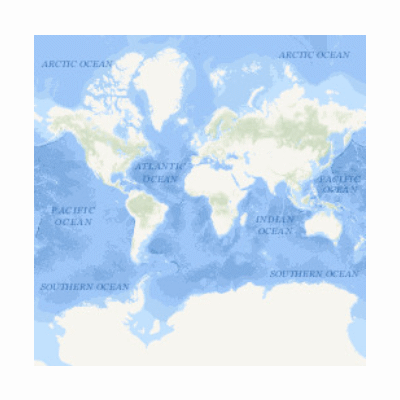 ARCTIC OCEAN
ARCTIC OCEAN
ATLANTIC
OCEAN
PACIFIC
OCEAN
PACIFIC
OCEAN
INDIAN
OCEAN
SOUTHERN OCEAN
SOUTHERN OCEAN